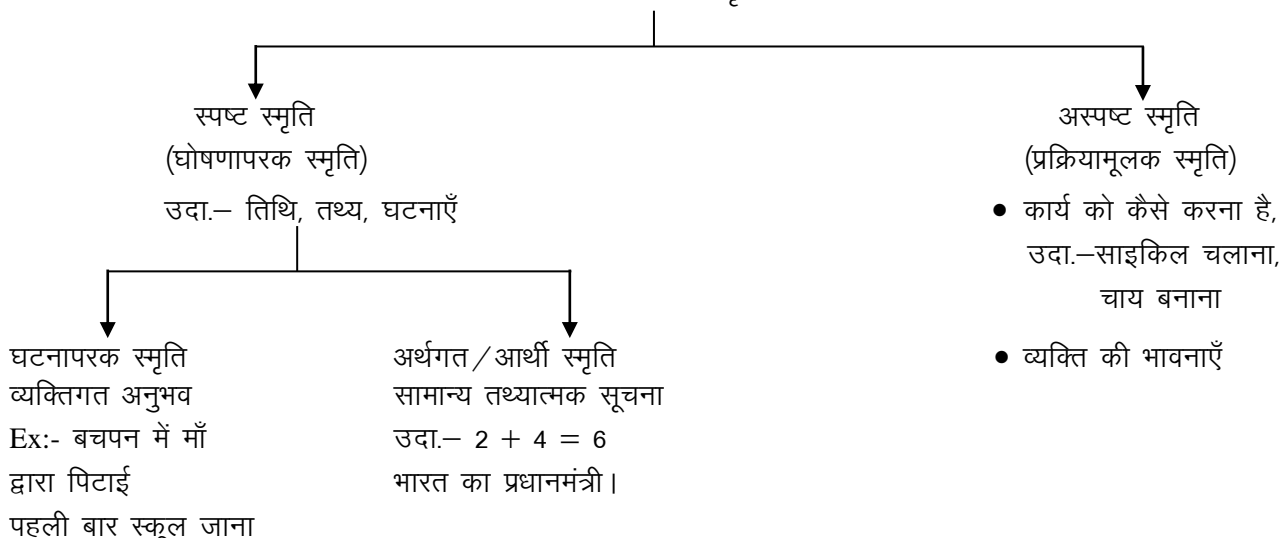 स्पष्ट स्मृति
(घोषणापरक स्मृति)
उदा.– तिथि, तथ्य, घटनाएँ
अस्पष्ट स्मृति
(प्रक्रियामूलक स्मृति)
● कार्य को कैसे करना है,
उदा.–साइकिल चलाना,
चाय बनाना
● व्यक्ति की भावनाएँ
घटनापरक स्मृति
व्यक्तिगत अनुभव
Ex:- बचपन में माँ
द्वारा पिटाई
पहली बार स्कूल जाना
अर्थगत/आर्थी स्मृति
सामान्य तथ्यात्मक सूचना
उदा.– 2 + 4 = 6
भारत का प्रधानमंत्री।